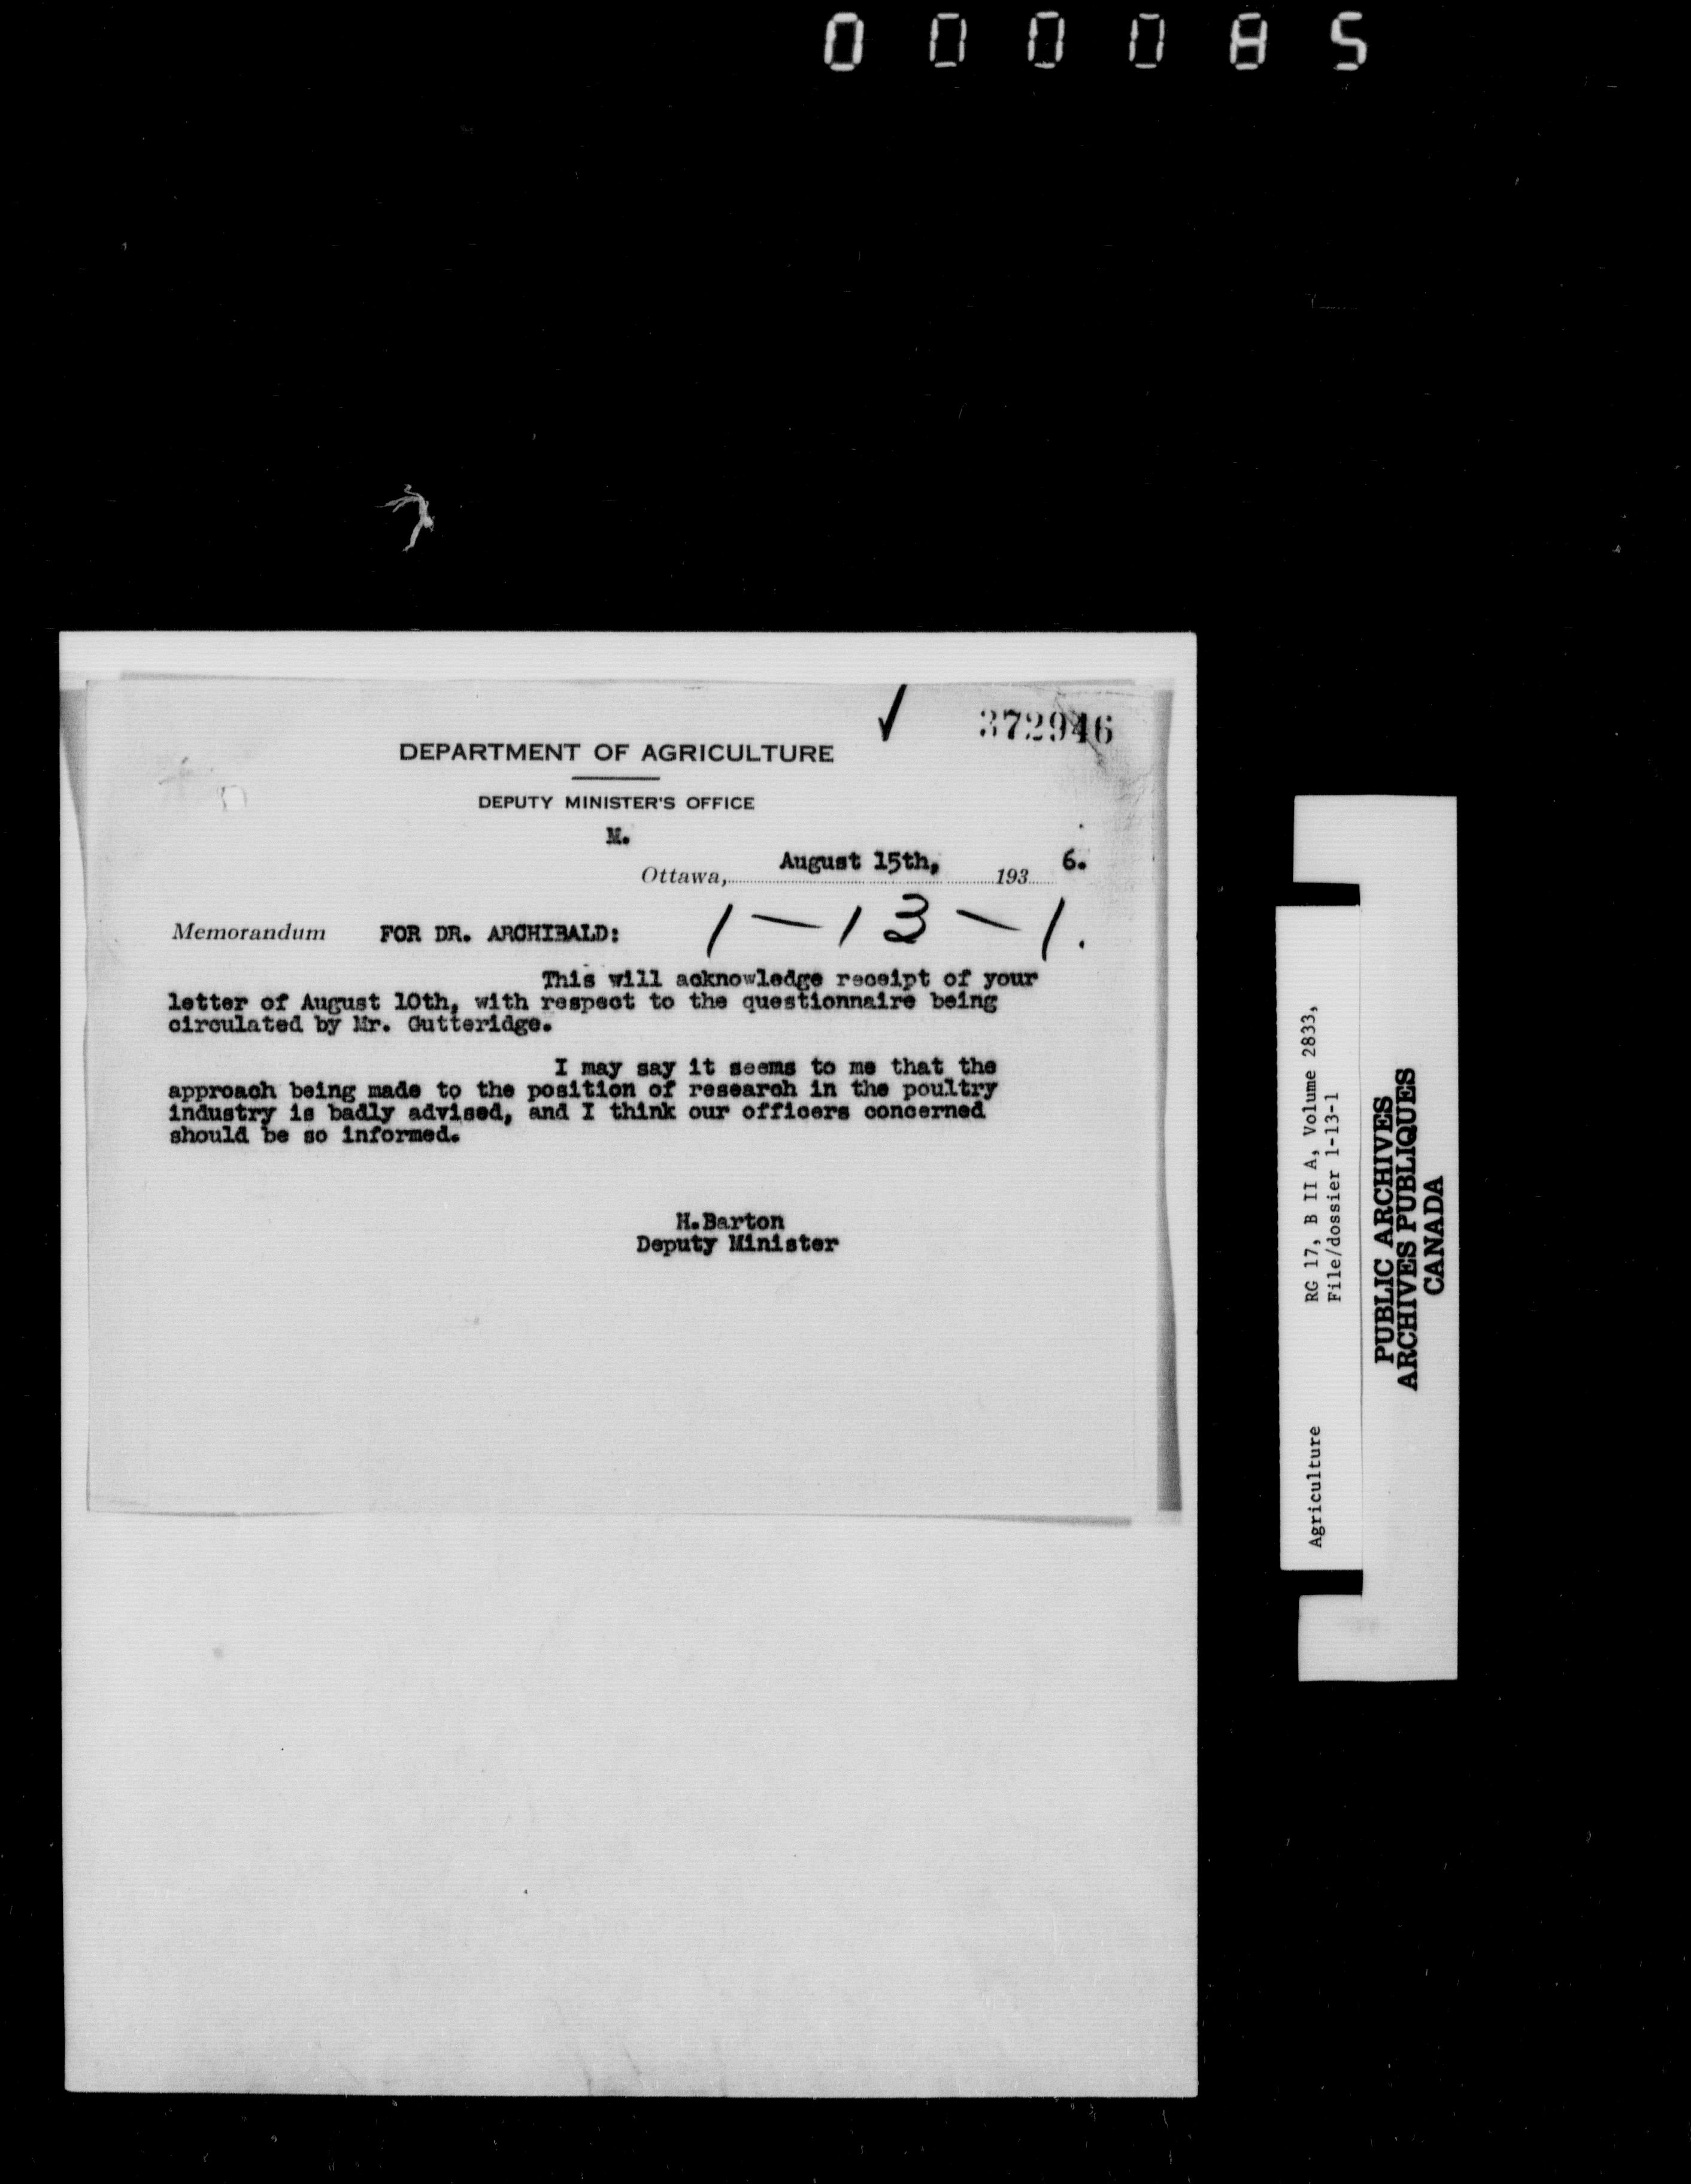 000085
372946
DEPARTMENT OF AGRICULTURE
DEPUTY MINISTER'S OFFICE
M.
Ottawa, August 15th, 193 6.
1-13-1.
Memorandum FOR DR. ARCHIBALD:
This will acknowledge receipt of your
letter of August 10th, with respect to the questionnaire being
circulated by Mr. Gutteridge.
I may say it seems to me that the
approach being made to the position of research in the poultry
industry is badly advised, and I think our officers concerned
should be so informed.
H.Barton
Deputy Minister
Agriculture RG 17, B II A, Volume 2833,
File/dossier 1-13-1
PUBLIC ARCHIVES
ARCHIVES PUBLIQUES
CANADA